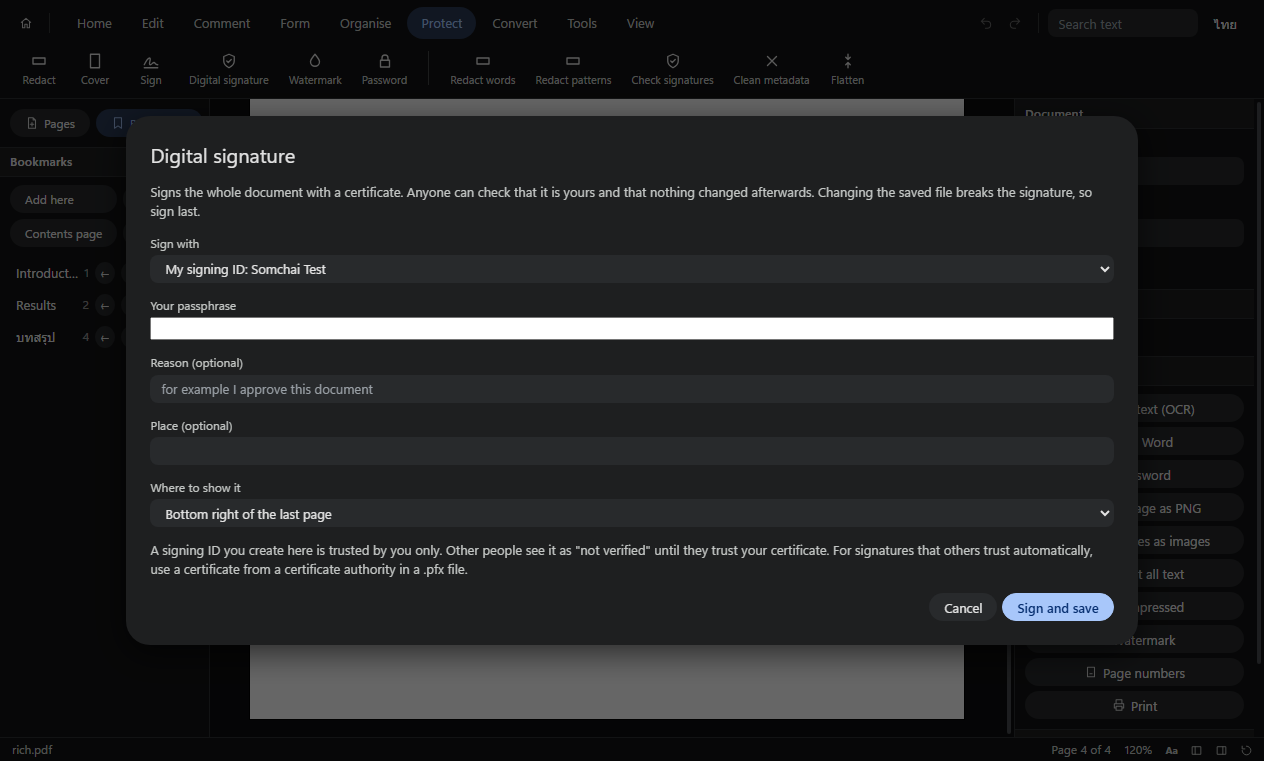 Home Edit Comment Form Organise Protect Convert Tools View Search text ไทย
Redact Cover Sign Digital signature Watermark Password Redact words Redact patterns Check signatures Clean metadata Flatten
Pages
Document
Bookmarks
Add here
Contents page
Introduct... 1 ←
Results 2 ←
บทสรุป 4 ←
Digital signature
Signs the whole document with a certificate. Anyone can check that it is yours and that nothing changed afterwards. Changing the saved file breaks the signature, so
sign last.
Sign with
My signing ID: Somchai Test
Your passphrase
Reason (optional)
for example I approve this document
Place (optional)
Where to show it
Bottom right of the last page
A signing ID you create here is trusted by you only. Other people see it as "not verified" until they trust your certificate. For signatures that others trust automatically,
use a certificate from a certificate authority in a .pfx file.
Cancel Sign and save
text (OCR)
Word
as PNG
as images
all text
Page numbers
Print
rich.pdf Page 4 of 4 120% Aa